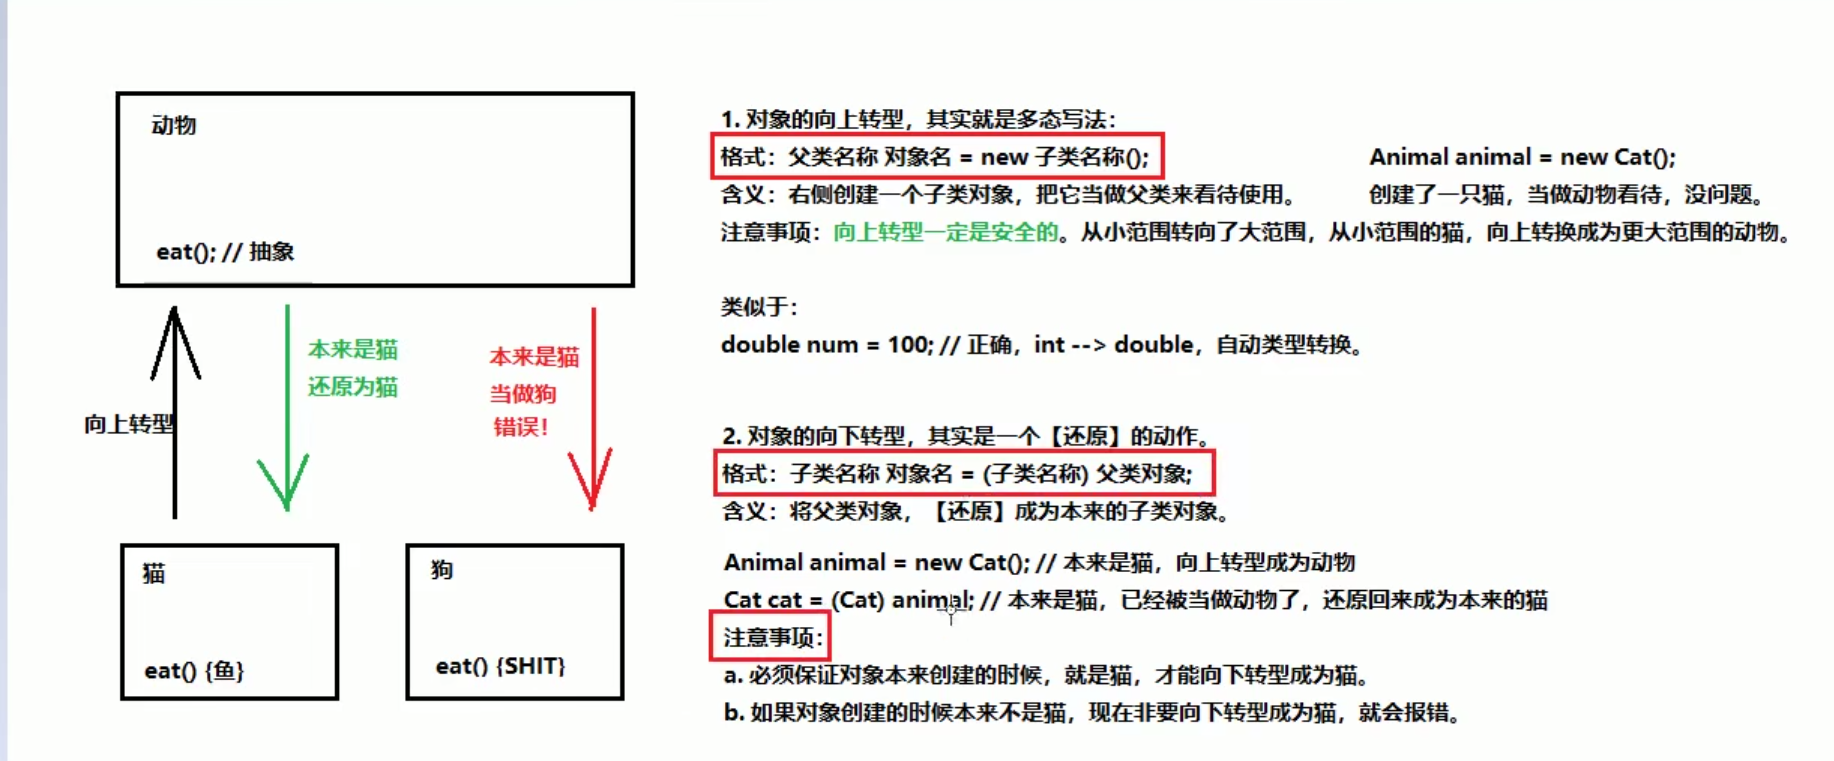 动物
eat(); // 抽象
向上转型
本来是猫
还原为猫
本来是猫
当做狗
错误！
猫
eat() {鱼}
狗
eat() {SHIT}
1. 对象的向上转型，其实就是多态写法：
格式：父类名称 对象名 = new 子类名称();
Animal animal = new Cat();
含义：右侧创建一个子类对象，把它当做父类来看待使用。
创建了一只猫，当做动物看待，没问题。
注意事项：向上转型一定是安全的。从小范围转向了大范围，从小范围的猫，向上转换成为更大范围的动物。
类似于：
double num = 100; // 正确，int --> double，自动类型转换。
2. 对象的向下转型，其实是一个【还原】的动作。
格式：子类名称 对象名 = (子类名称) 父类对象;
含义：将父类对象，【还原】成为本来的子类对象。
Animal animal = new Cat(); // 本来是猫，向上转型成为动物
Cat cat = (Cat) animal; // 本来是猫，已经被当做动物了，还原回来成为本来的猫
注意事项：
a. 必须保证对象本来创建的时候，就是猫，才能向下转型成为猫。
b. 如果对象创建的时候本来不是猫，现在非要向下转型成为猫，就会报错。